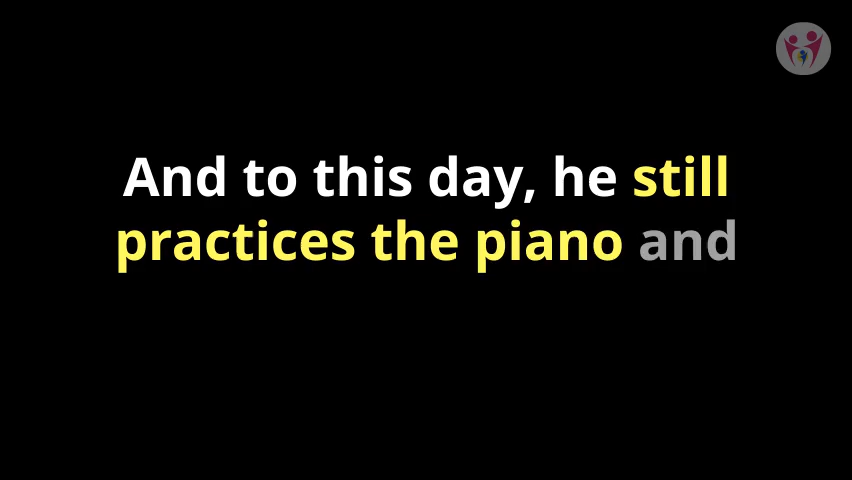 And to this day, he still
practices the piano and